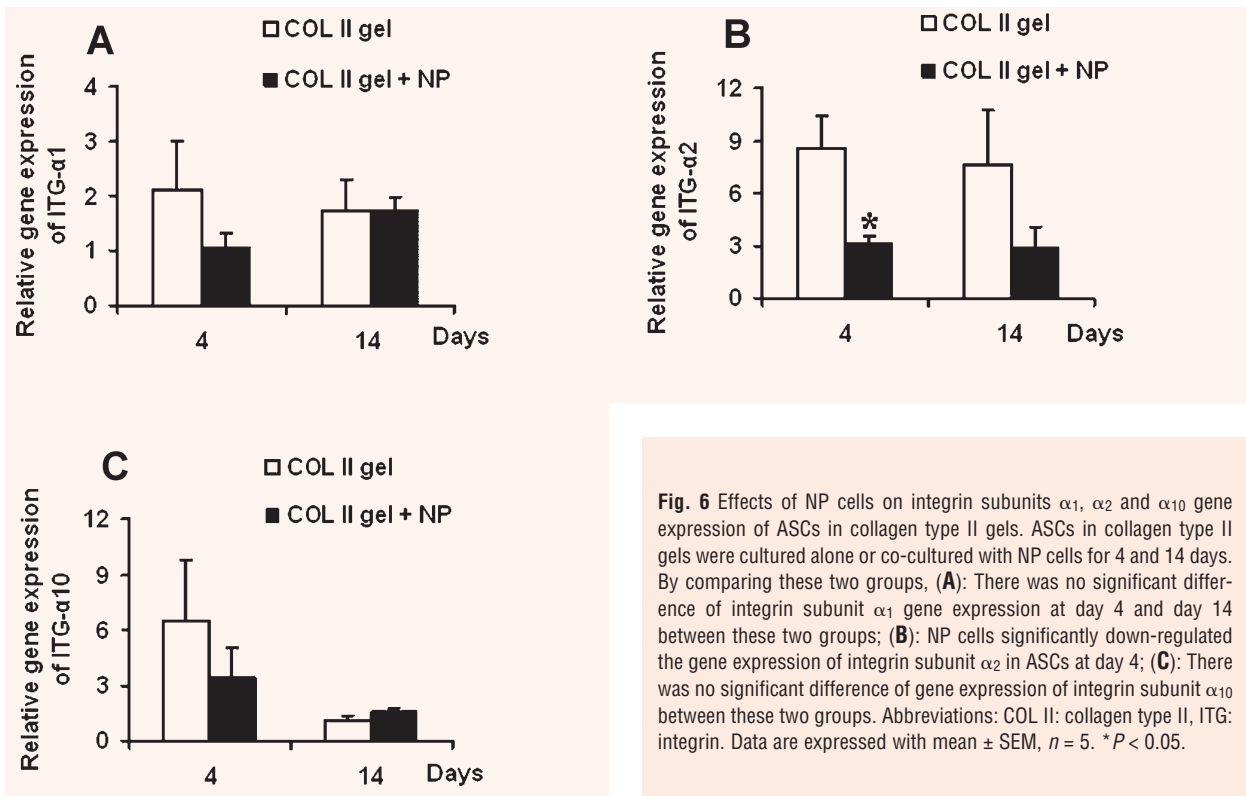 A
COL II gel
COL II gel + NP
Relative gene expression
of ITG-α1
4
3
2
1
0
4
14
Days
B
COL II gel
COL II gel + NP
Relative gene expression
of ITG-α2
12
9
6
3
0
*
4
14
Days
C
COL II gel
COL II gel + NP
Relative gene expression
of ITG-α10
12
9
6
3
0
4
14
Days
Fig. 6 Effects of NP cells on integrin subunits α1, α2 and α10 gene
expression of ASCs in collagen type II gels. ASCs in collagen type II
gels were cultured alone or co-cultured with NP cells for 4 and 14 days.
By comparing these two groups, (A): There was no significant differ-
ence of integrin subunit α1 gene expression at day 4 and day 14
between these two groups; (B): NP cells significantly down-regulated
the gene expression of integrin subunit α2 in ASCs at day 4; (C): There
was no significant difference of gene expression of integrin subunit α10
between these two groups. Abbreviations: COL II: collagen type II, ITG:
integrin. Data are expressed with mean ± SEM, n = 5. *P < 0.05.